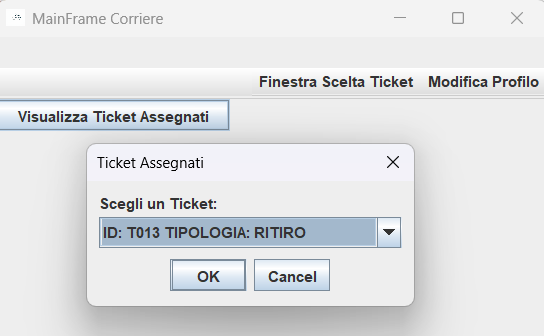 MainFrame Corriere
Finestra Scelta Ticket Modifica Profilo
Visualizza Ticket Assegnati
Ticket Assegnati
Scegli un Ticket:
ID: T013 TIPOLOGIA: RITIRO
OK Cancel